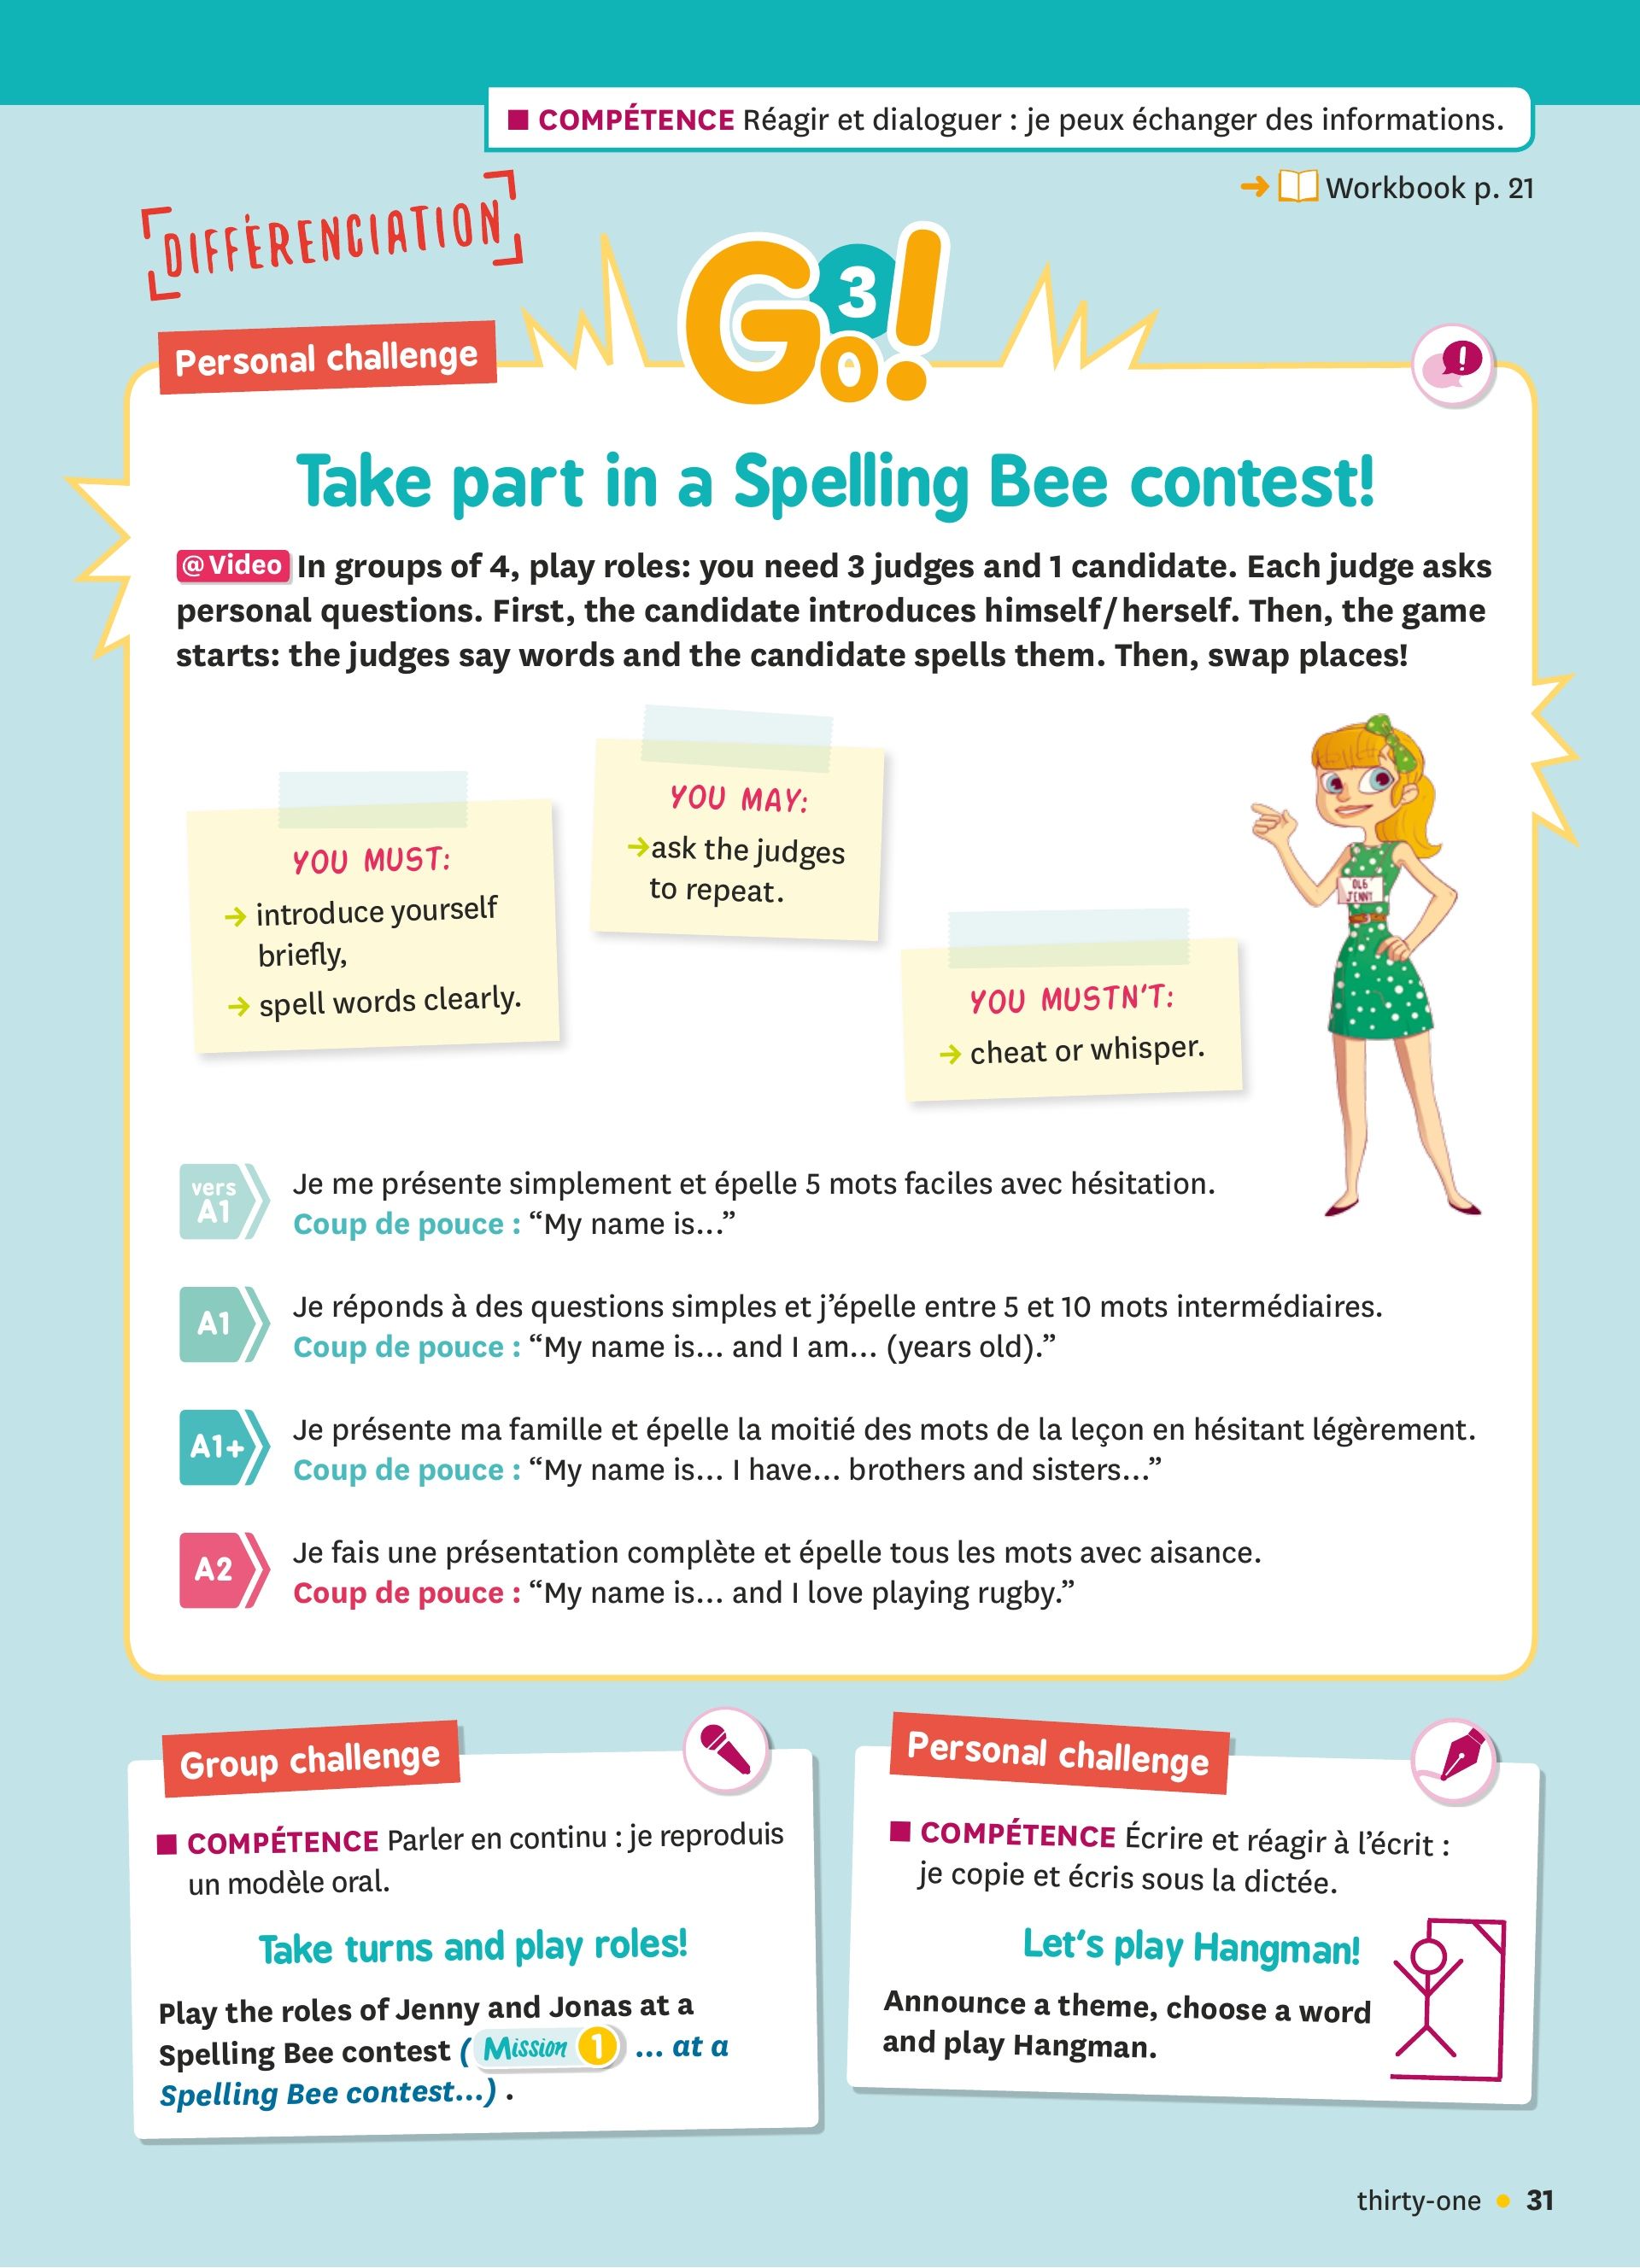 ■ COMPÉTENCE Réagir et dialoguer : je peux échanger des informations.
➜ Workbook p. 21
DIFFÉRENCIATION
Personal challenge
Go! 3
!
Take part in a Spelling Bee contest!
@Video In groups of 4, play roles: you need 3 judges and 1 candidate. Each judge asks
personal questions. First, the candidate introduces himself/herself. Then, the game
starts: the judges say words and the candidate spells them. Then, swap places!
YOU MUST:
➔ introduce yourself
briefly,
➔ spell words clearly.
YOU MAY:
➔ask the judges
to repeat.
YOU MUSTN'T:
➔ cheat or whisper.
016
JENNY
vers
A1
Je me présente simplement et épelle 5 mots faciles avec hésitation.
Coup de pouce : “My name is…”
A1
Je réponds à des questions simples et j’épelle entre 5 et 10 mots intermédiaires.
Coup de pouce : “My name is… and I am… (years old).”
A1+
Je présente ma famille et épelle la moitié des mots de la leçon en hésitant légèrement.
Coup de pouce : “My name is… I have… brothers and sisters…”
A2
Je fais une présentation complète et épelle tous les mots avec aisance.
Coup de pouce : “My name is… and I love playing rugby.”
Group challenge
■ COMPÉTENCE Parler en continu : je reproduis
un modèle oral.
Take turns and play roles!
Play the roles of Jenny and Jonas at a
Spelling Bee contest ( Mission 1 … at a
Spelling Bee contest…) .
Personal challenge
■ COMPÉTENCE Écrire et réagir à l’écrit :
je copie et écris sous la dictée.
Let’s play Hangman!
Announce a theme, choose a word
and play Hangman.
thirty-one • 31